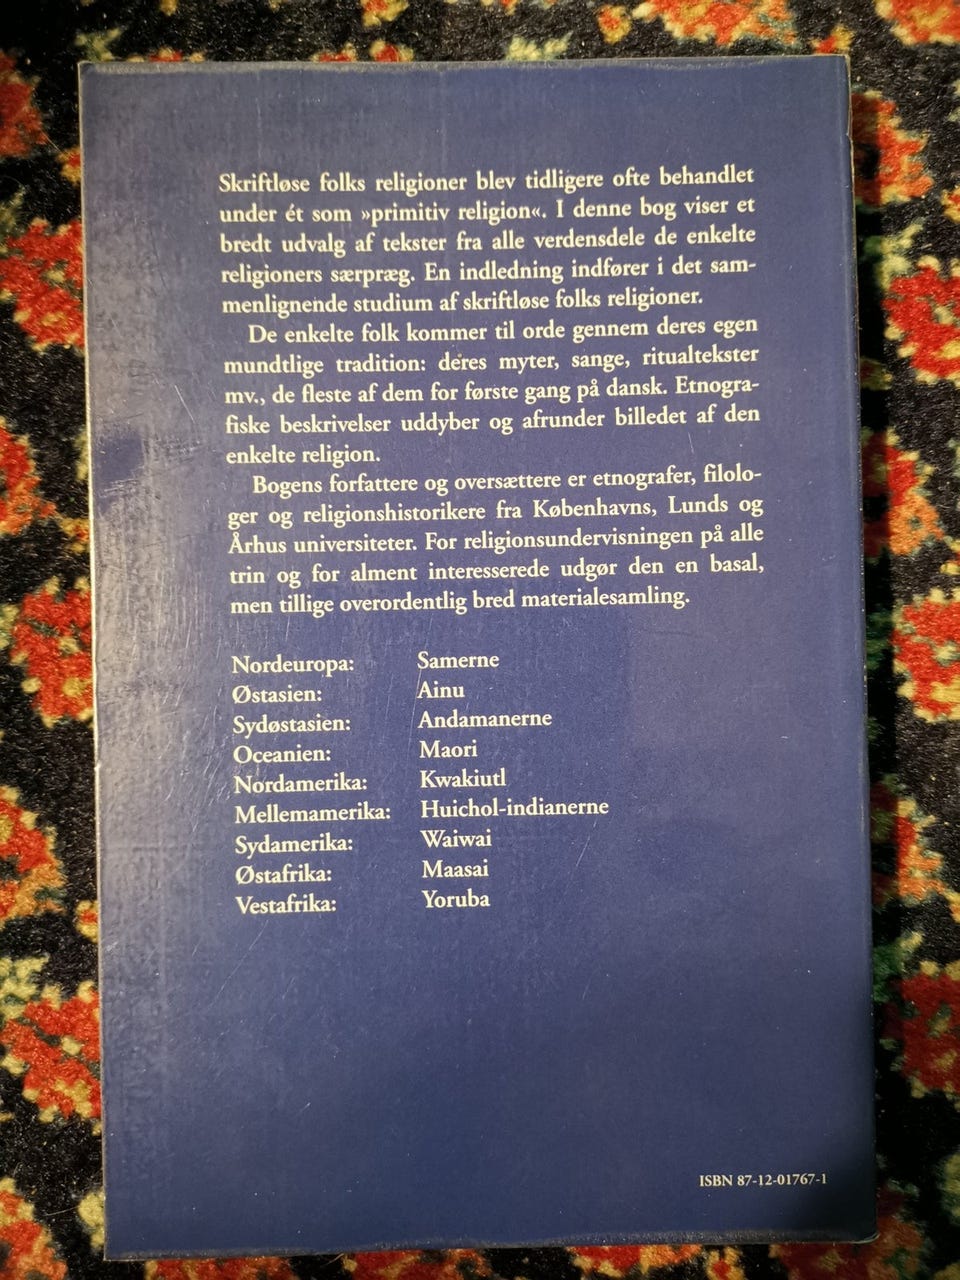 Skriftløse folks religioner blev tidligere ofte behandlet
under ét som »primitiv religion«. I denne bog viser et
bredt udvalg af tekster fra alle verdensdele de enkelte
religioners særpræg. En indledning indfører i det sam-
menlignende studium af skriftløse folks religioner.
De enkelte folk kommer til orde gennem deres egen
mundtlige tradition: deres myter, sange, ritualtekster
mv., de fleste af dem for første gang på dansk. Etnogra-
fiske beskrivelser uddyber og afrunder billedet af den
enkelte religion.
Bogens forfattere og oversættere er etnografer, filolo-
ger og religionshistorikere fra Københavns, Lunds og
Århus universiteter. For religionsundervisningen på alle
trin og for alment interesserede udgør den en basal,
men tillige overordentlig bred materialesamling.
Nordeuropa: Samerne
Østasien: Ainu
Sydøstasien: Andamanerne
Oceanien: Maori
Nordamerika: Kwakiutl
Mellemamerika: Huichol-indianerne
Sydamerika: Waiwai
Østafrika: Maasai
Vestafrika: Yoruba
ISBN 87-12-01767-1